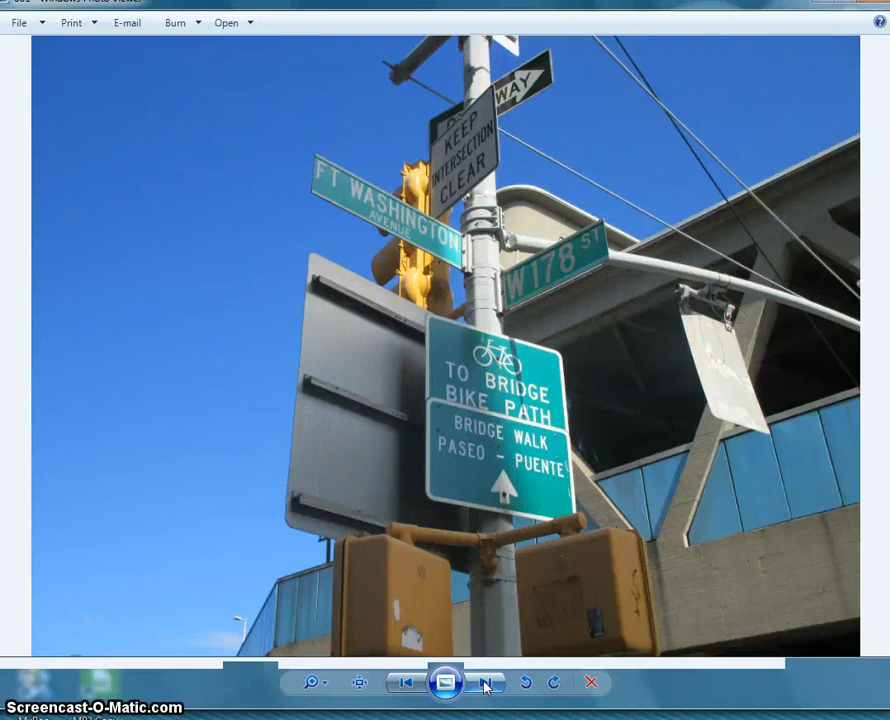 File Print E-mail Burn Open
WAY
KEEP
INTERSECTION
CLEAR
FT WASHINGTON
AVENUE
W 178 ST
TO BRIDGE
BIKE PATH
BRIDGE WALK
PASEO - PUENTE
Screencast-O-Matic.com